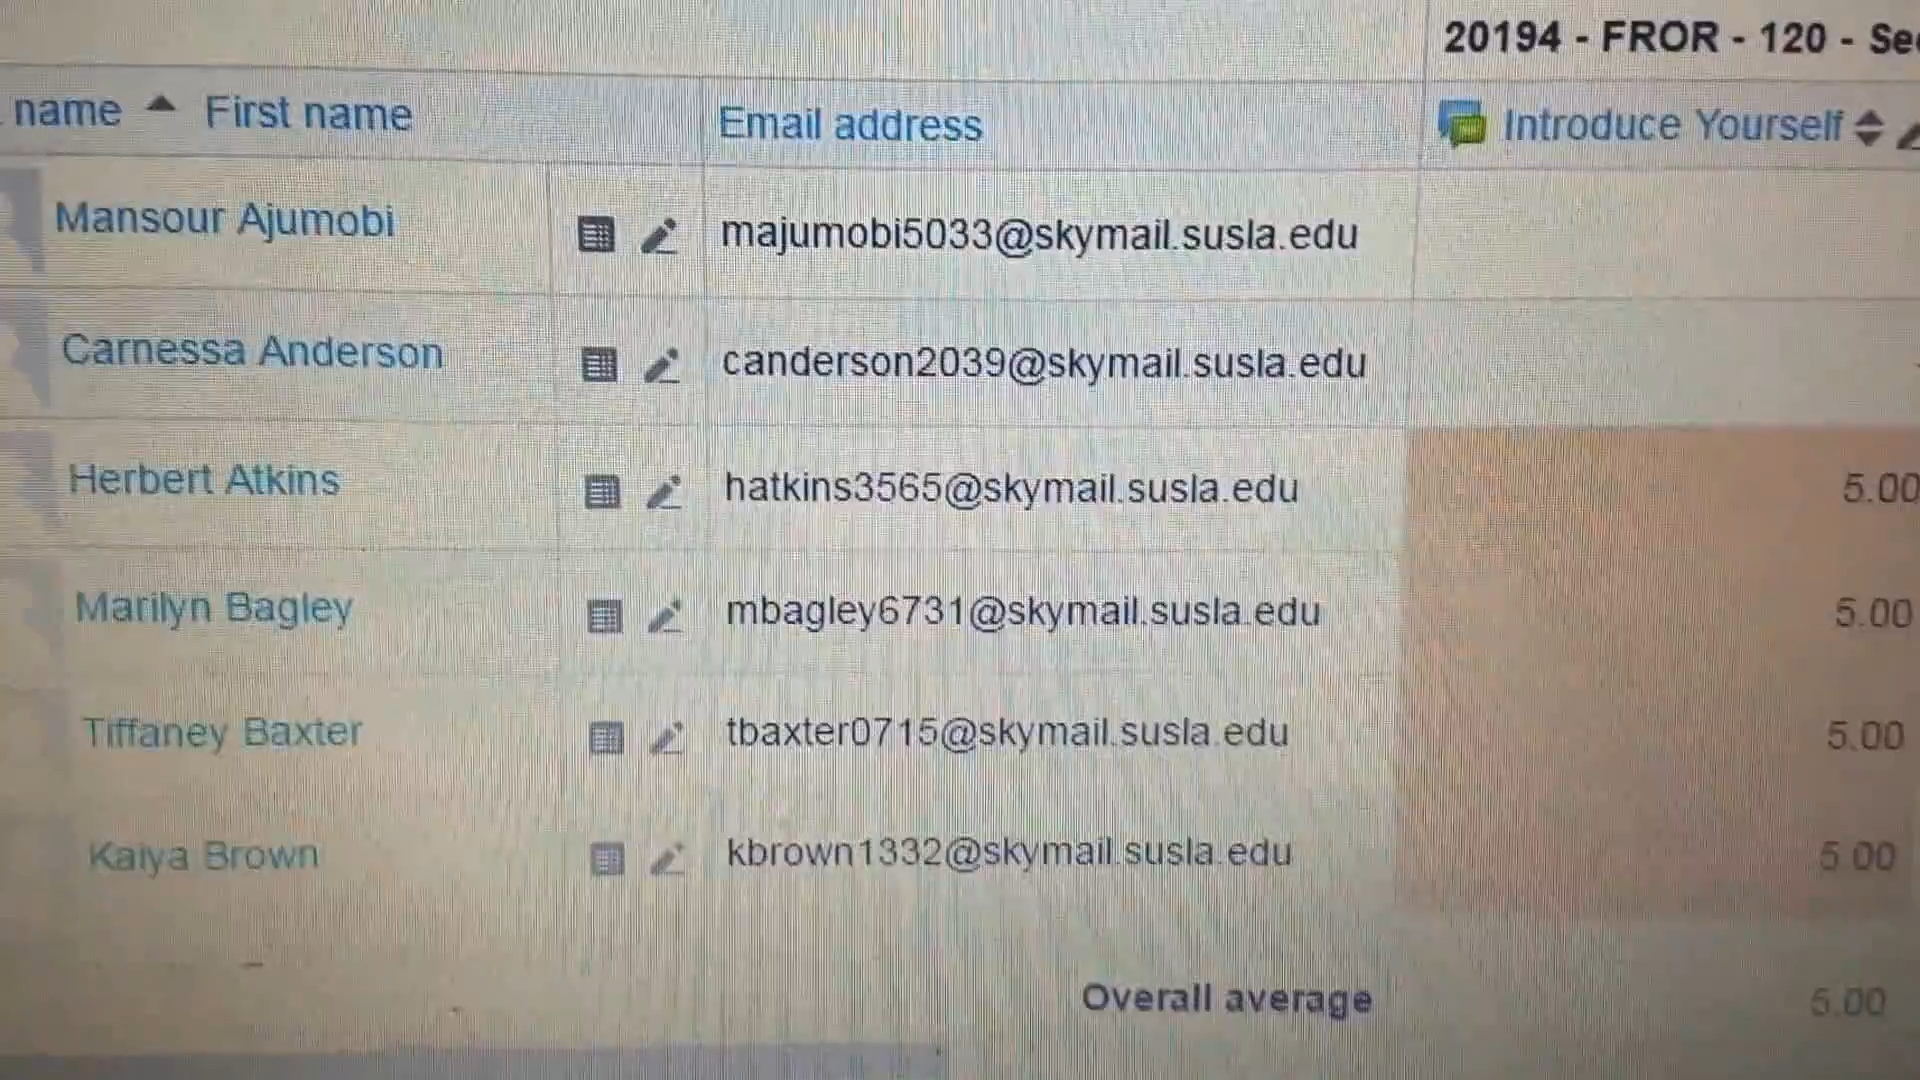 20194 - FROR - 120 -
name First name Email address Introduce Yourself
Mansour Ajumobi majumobi5033@skymail.susla.edu
Carnessa Anderson canderson2039@skymail.susla.edu
Herbert Atkins hatkins3565@skymail.susla.edu 5.00
Marilyn Bagley mbagley6731@skymail.susla.edu 5.00
Tiffaney Baxter tbaxter0715@skymail.susla.edu 5.00
Kaiya Brown kbrown1332@skymail.susla.edu 5.00
Overall average 5.00